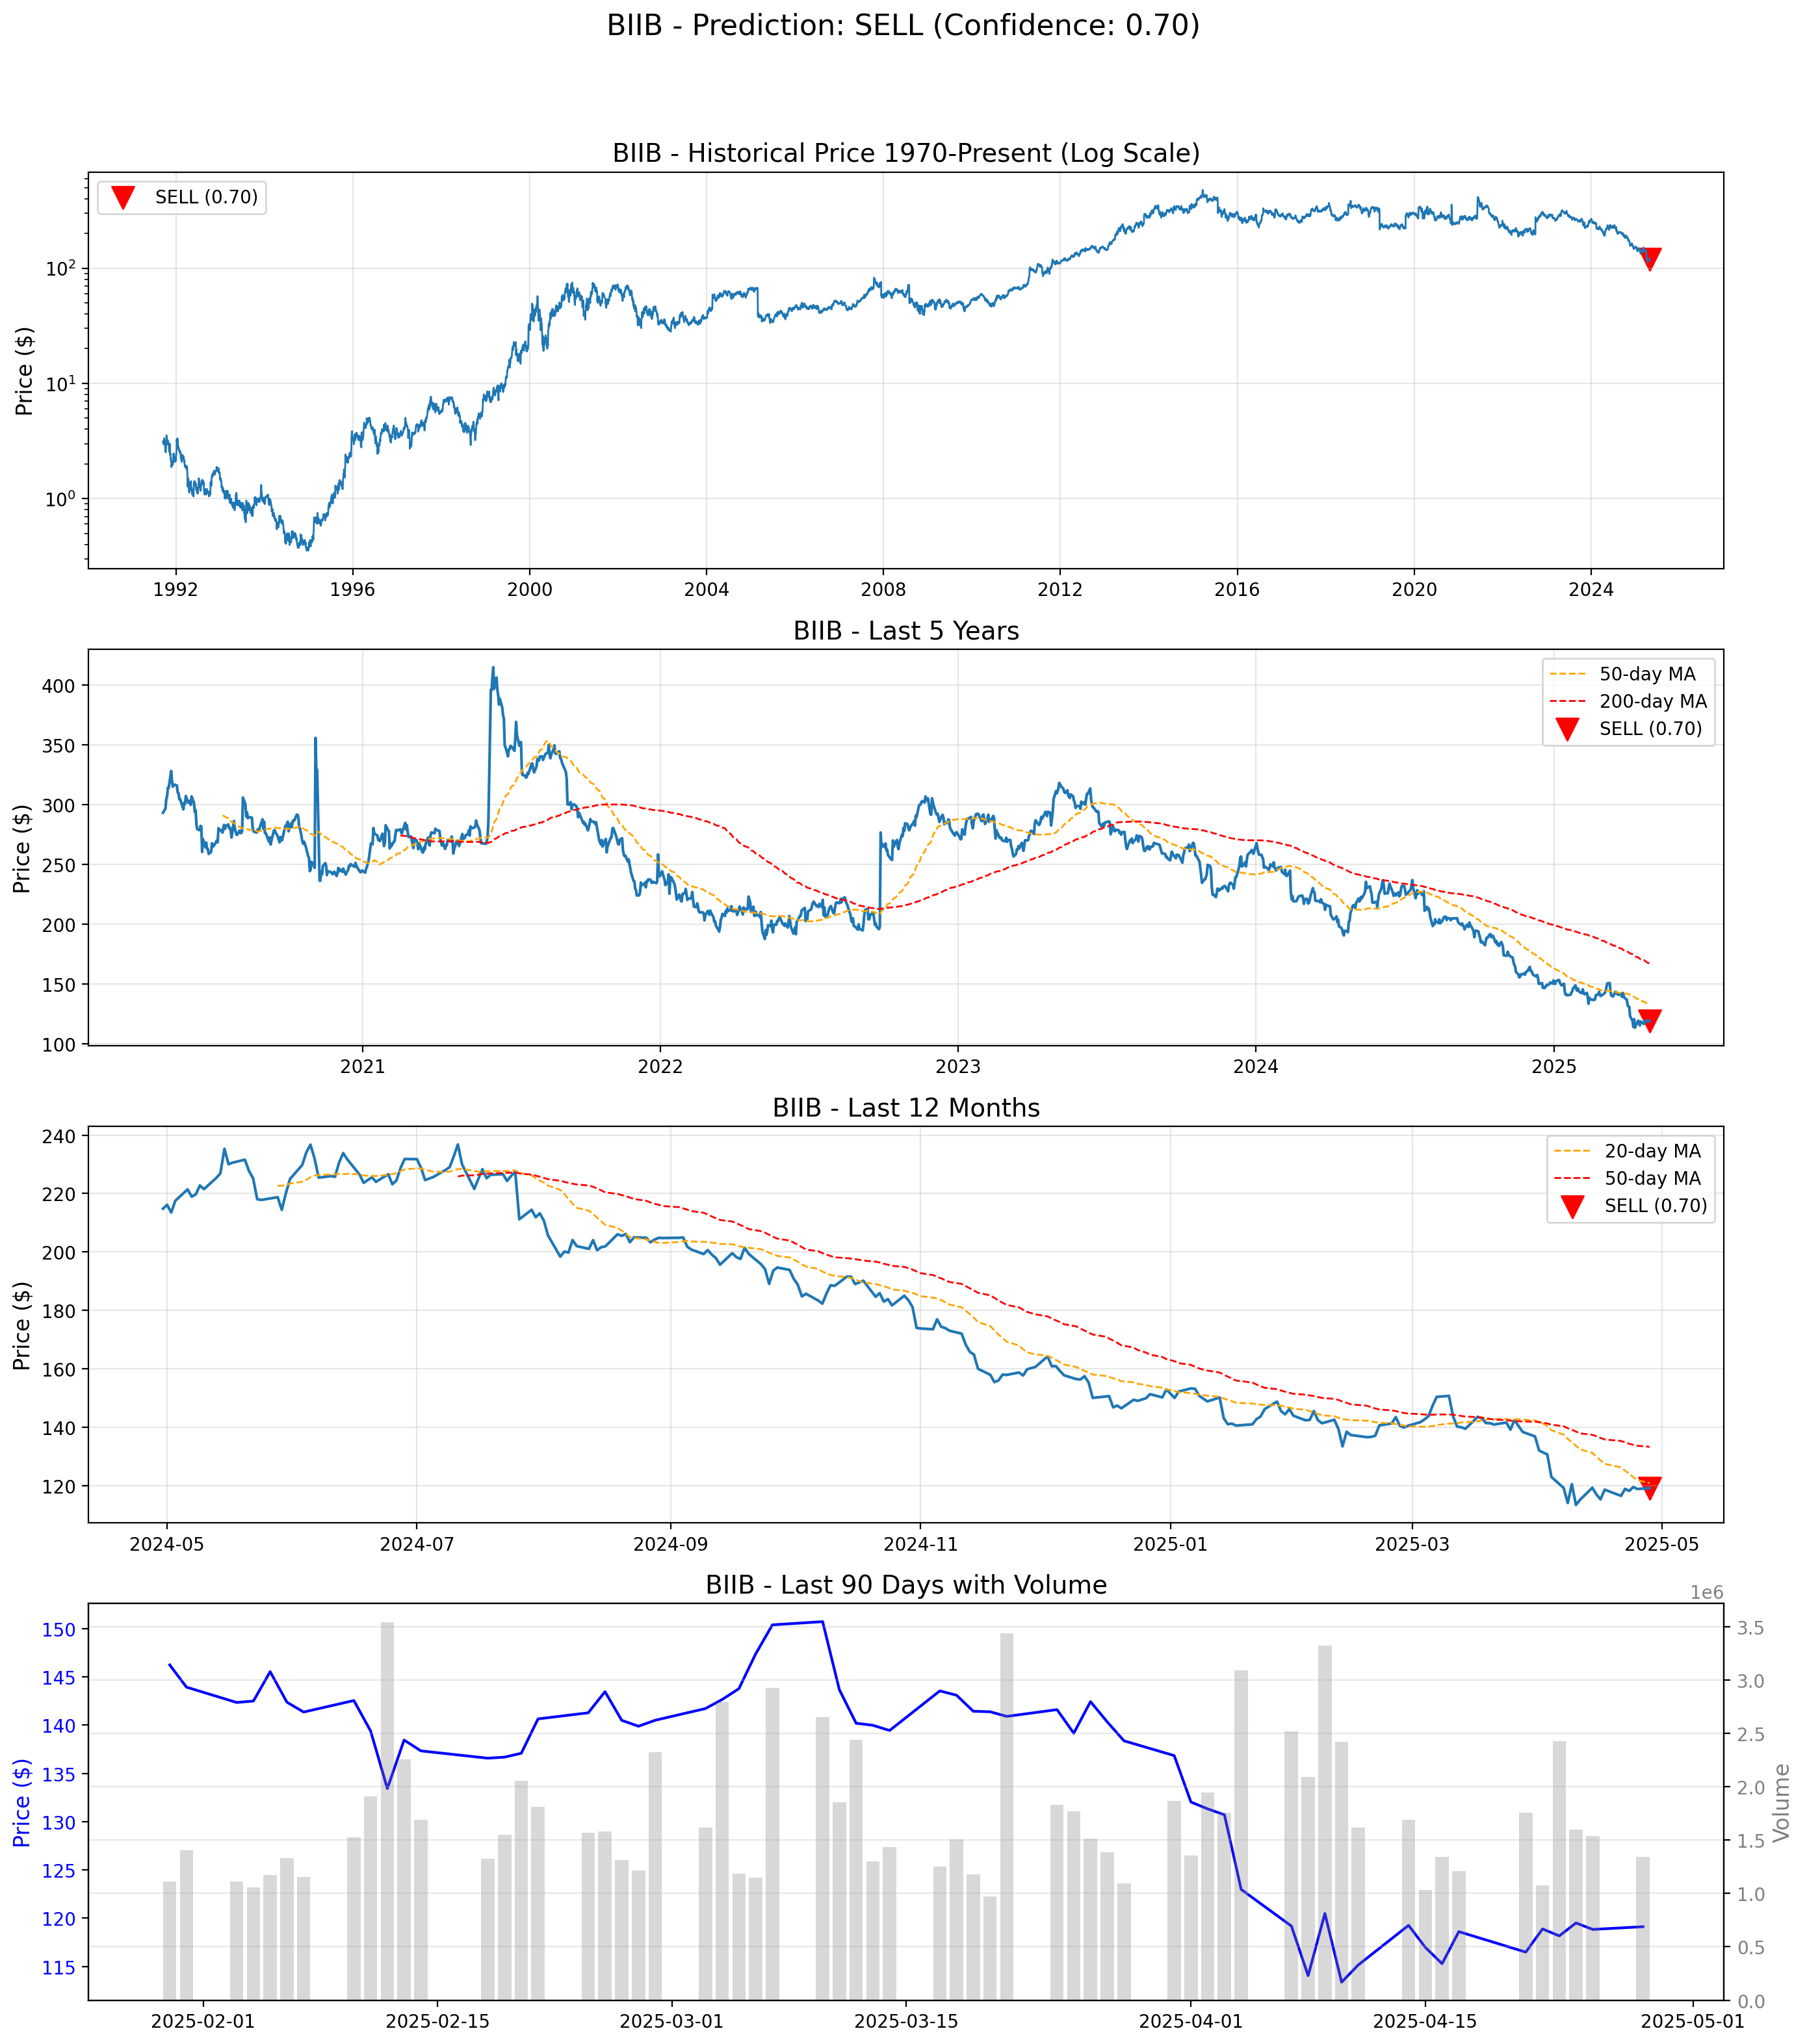 BIIB - Prediction: SELL (Confidence: 0.70)
BIIB - Historical Price 1970-Present (Log Scale)
SELL (0.70)
Price ($)
10²
10¹
10⁰
1992 1996 2000 2004 2008 2012 2016 2020 2024
BIIB - Last 5 Years
50-day MA
200-day MA
SELL (0.70)
Price ($)
400
350
300
250
200
150
100
2021 2022 2023 2024 2025
BIIB - Last 12 Months
20-day MA
50-day MA
SELL (0.70)
Price ($)
240
220
200
180
160
140
120
2024-05 2024-07 2024-09 2024-11 2025-01 2025-03 2025-05
BIIB - Last 90 Days with Volume
1e6
Price ($)
150
145
140
135
130
125
120
115
3.5
3.0
2.5
2.0
1.5
1.0
0.5
0.0
Volume
2025-02-01 2025-02-15 2025-03-01 2025-03-15 2025-04-01 2025-04-15 2025-05-01